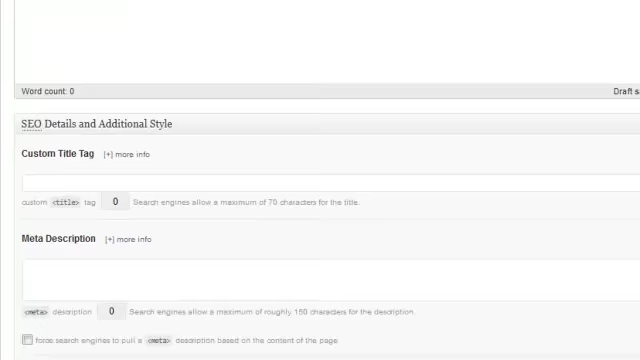 Word count: 0 Draft
SEO Details and Additional Style
Custom Title Tag [+] more info
custom <title> tag 0 Search engines allow a maximum of 70 characters for the title.
Meta Description [+] more info
<meta> description 0 Search engines allow a maximum of roughly 150 characters for the description.
force search engines to pull a <meta> description based on the content of the page